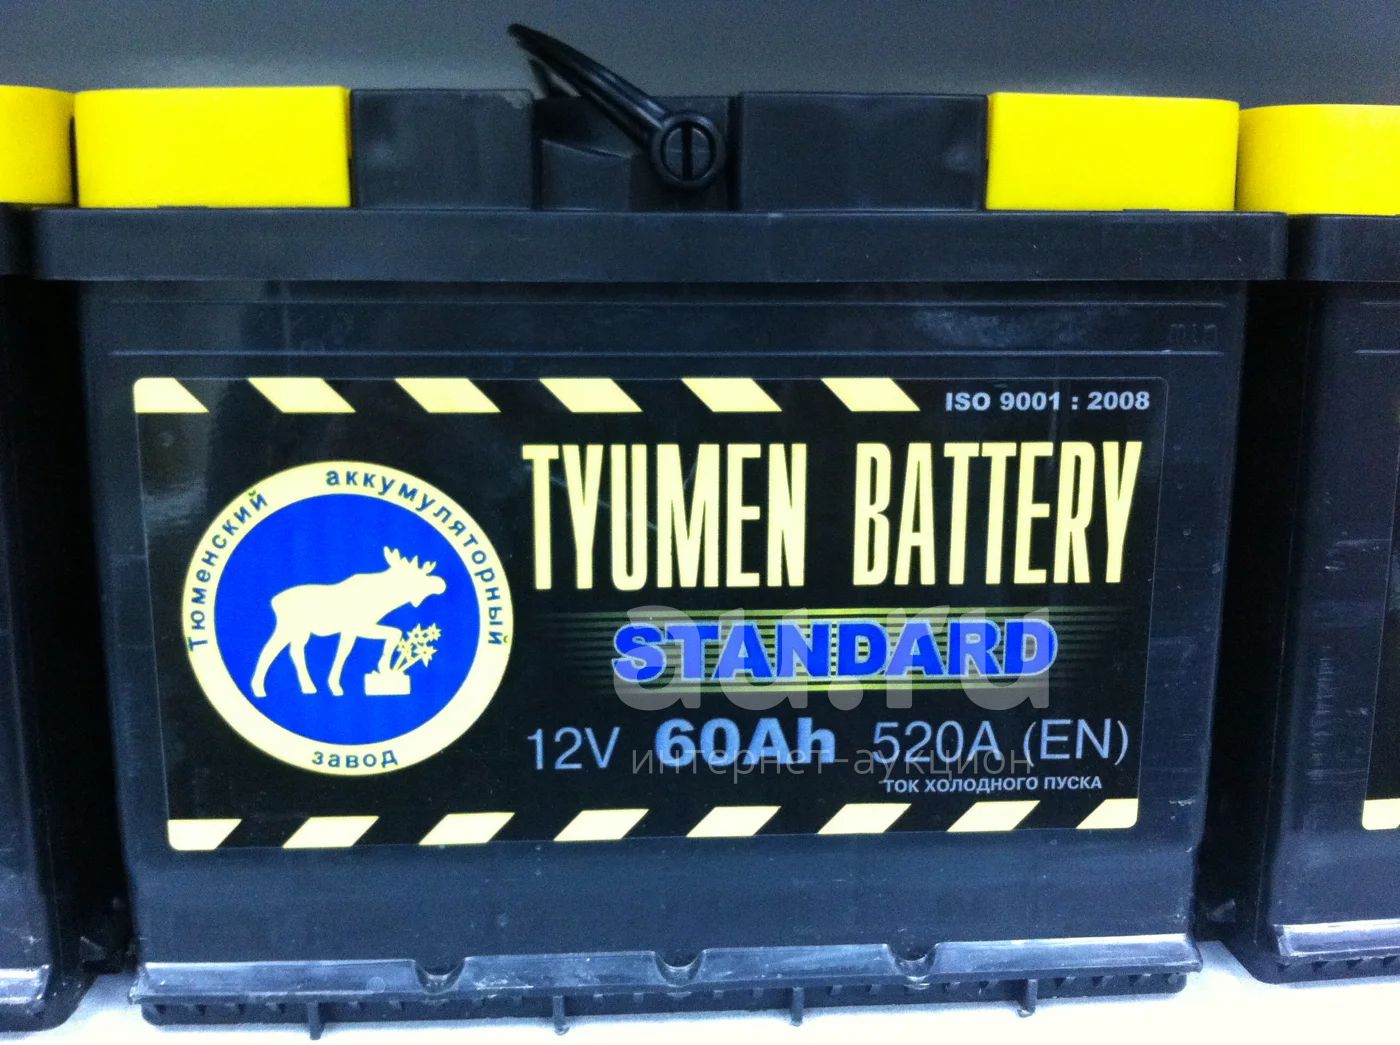 min
ISO 9001 : 2008
TYUMEN BATTERY
Тюменский аккумуляторный
завод
STANDARD
au.ru
12V 60Ah 520A (EN)
интернет-аукцион
ТОК ХОЛОДНОГО ПУСКА